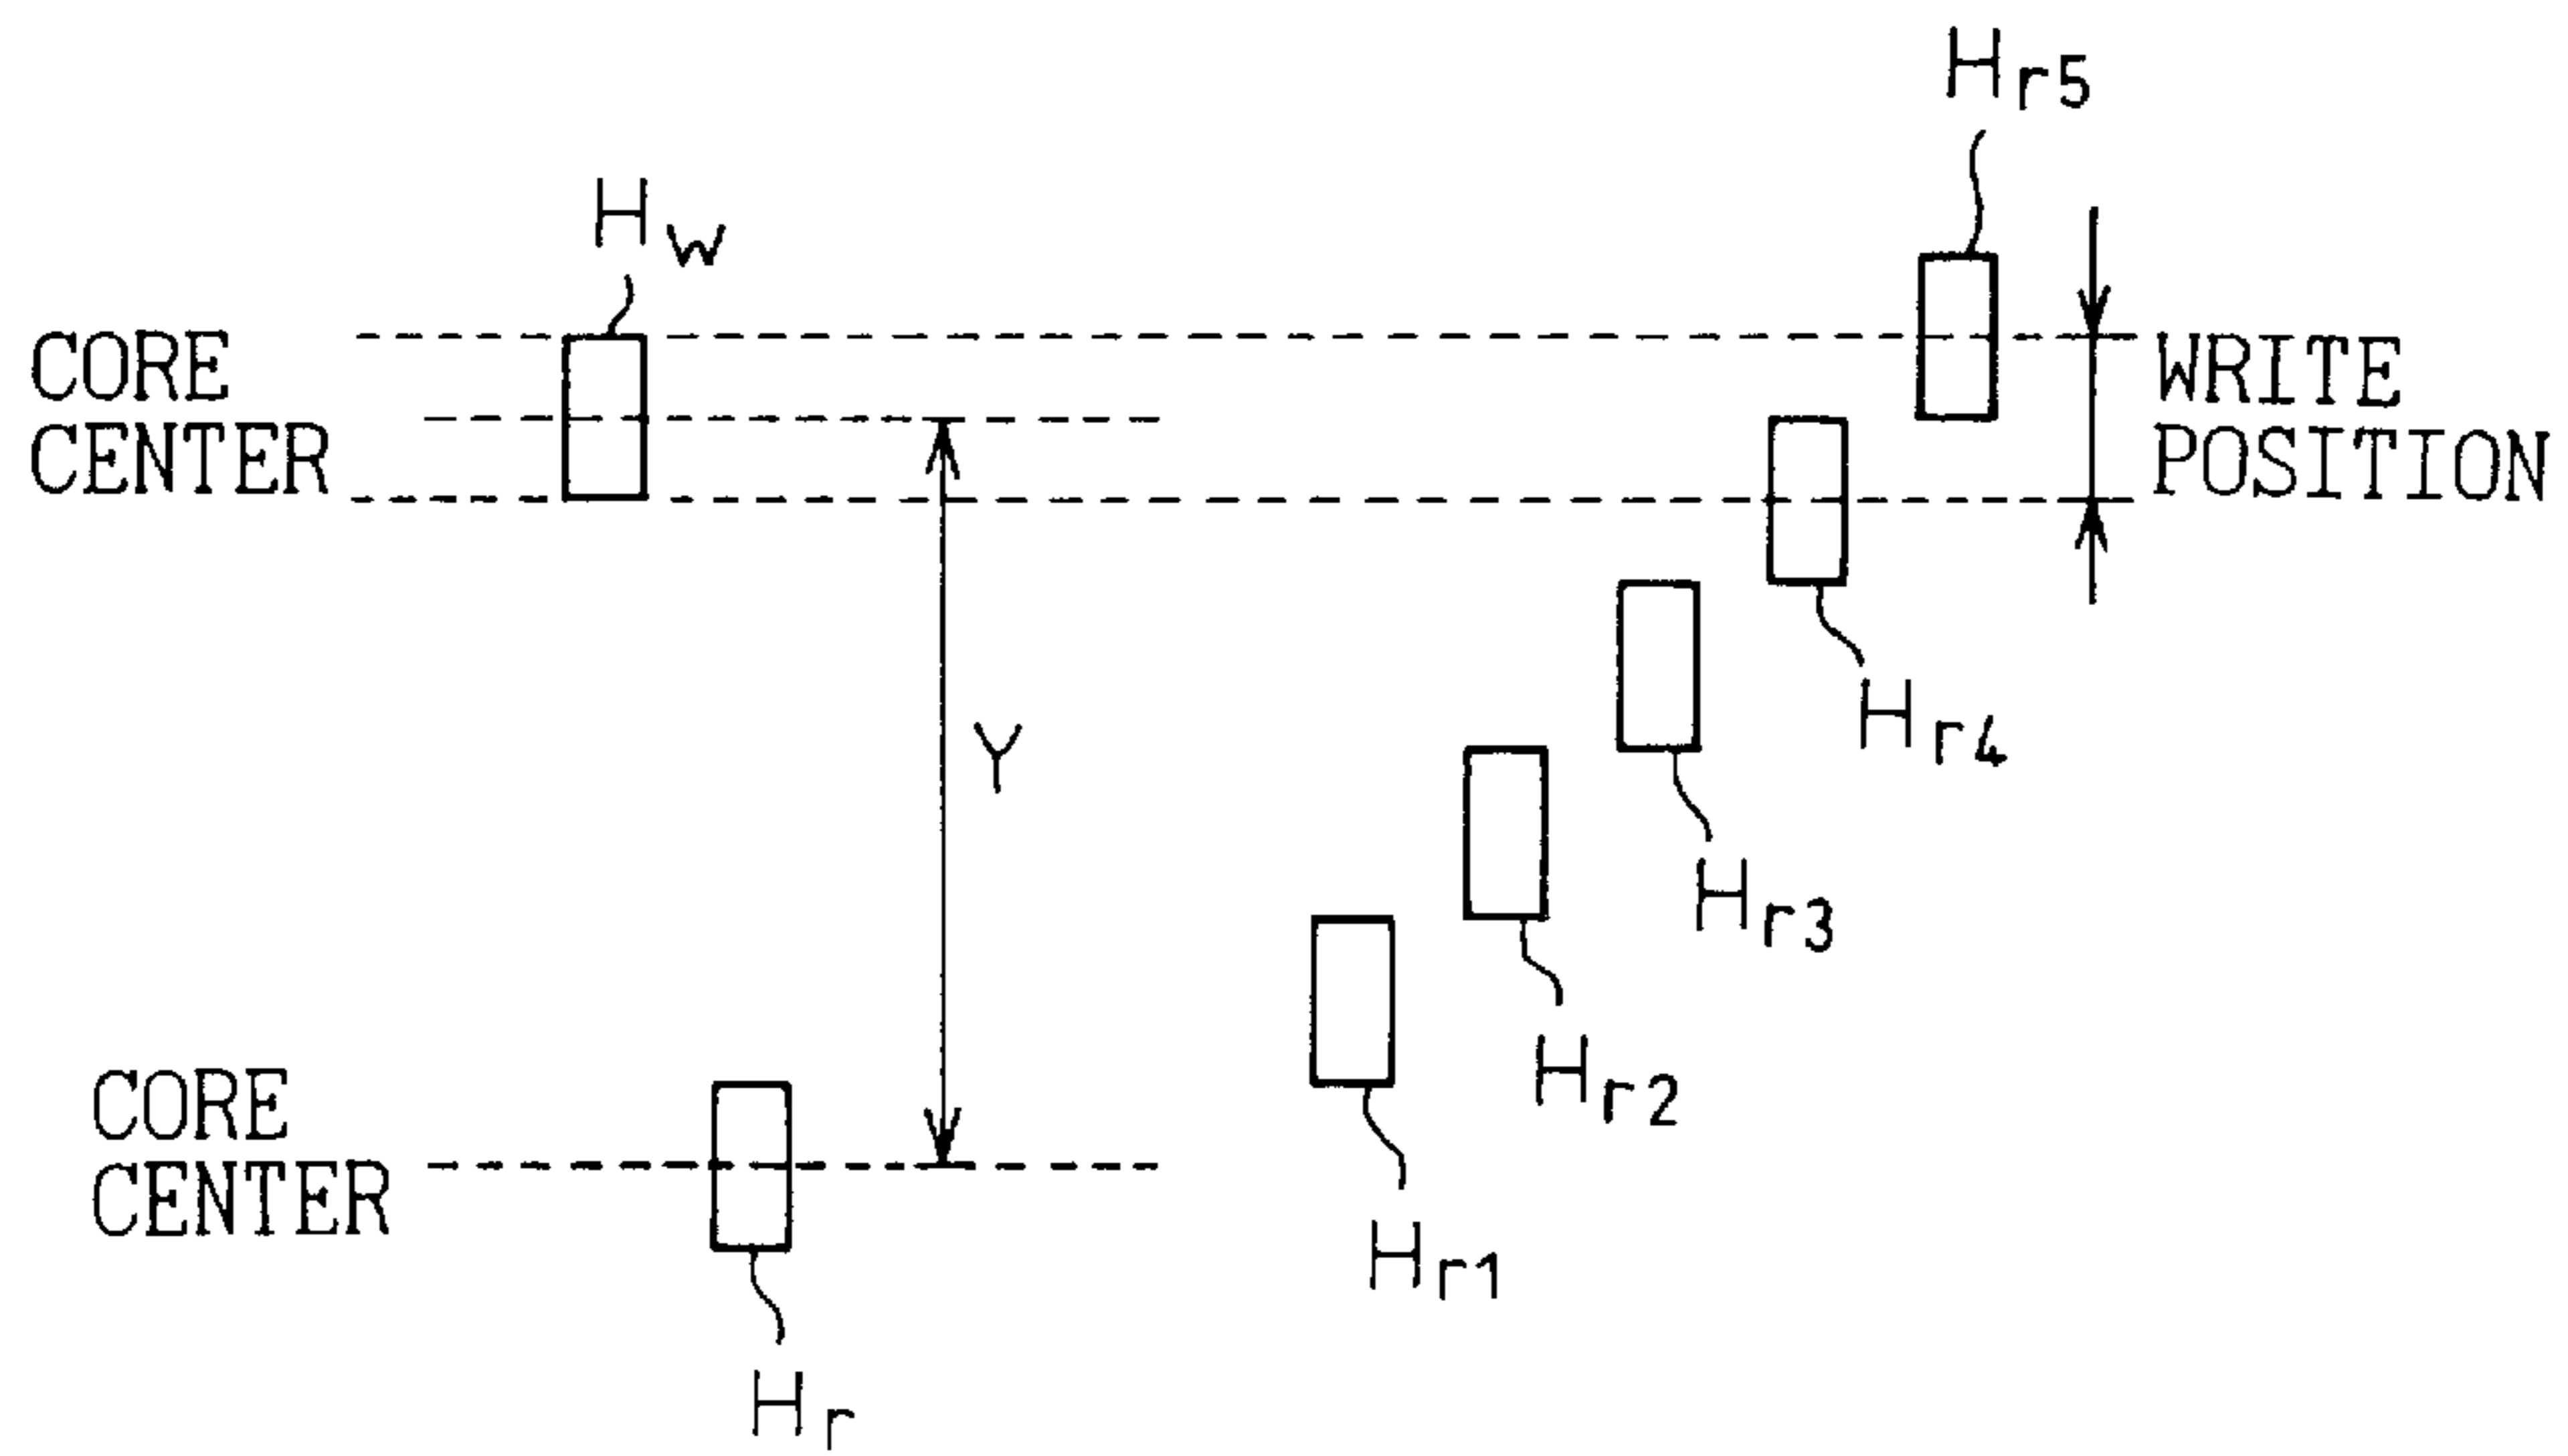 Hr5
Hw
CORE
CENTER
WRITE
POSITION
Hr4
Y
Hr3
Hr2
CORE
CENTER
Hr1
Hr